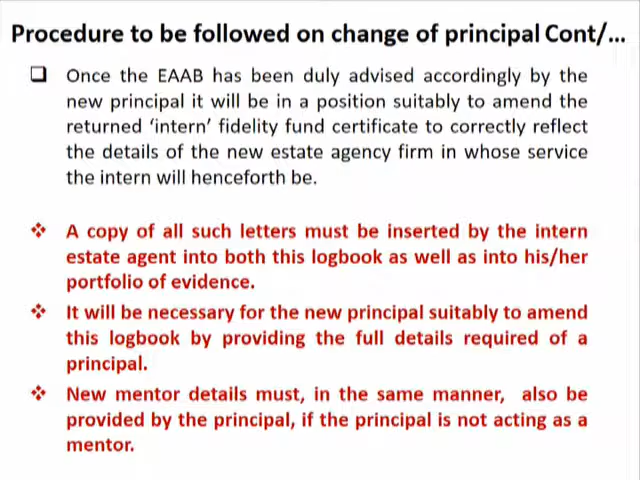 Procedure to be followed on change of principal Cont/...
❑ Once the EAAB has been duly advised accordingly by the
new principal it will be in a position suitably to amend the
returned ‘intern’ fidelity fund certificate to correctly reflect
the details of the new estate agency firm in whose service
the intern will henceforth be.
❖ A copy of all such letters must be inserted by the intern
estate agent into both this logbook as well as into his/her
portfolio of evidence.
❖ It will be necessary for the new principal suitably to amend
this logbook by providing the full details required of a
principal.
❖ New mentor details must, in the same manner, also be
provided by the principal, if the principal is not acting as a
mentor.